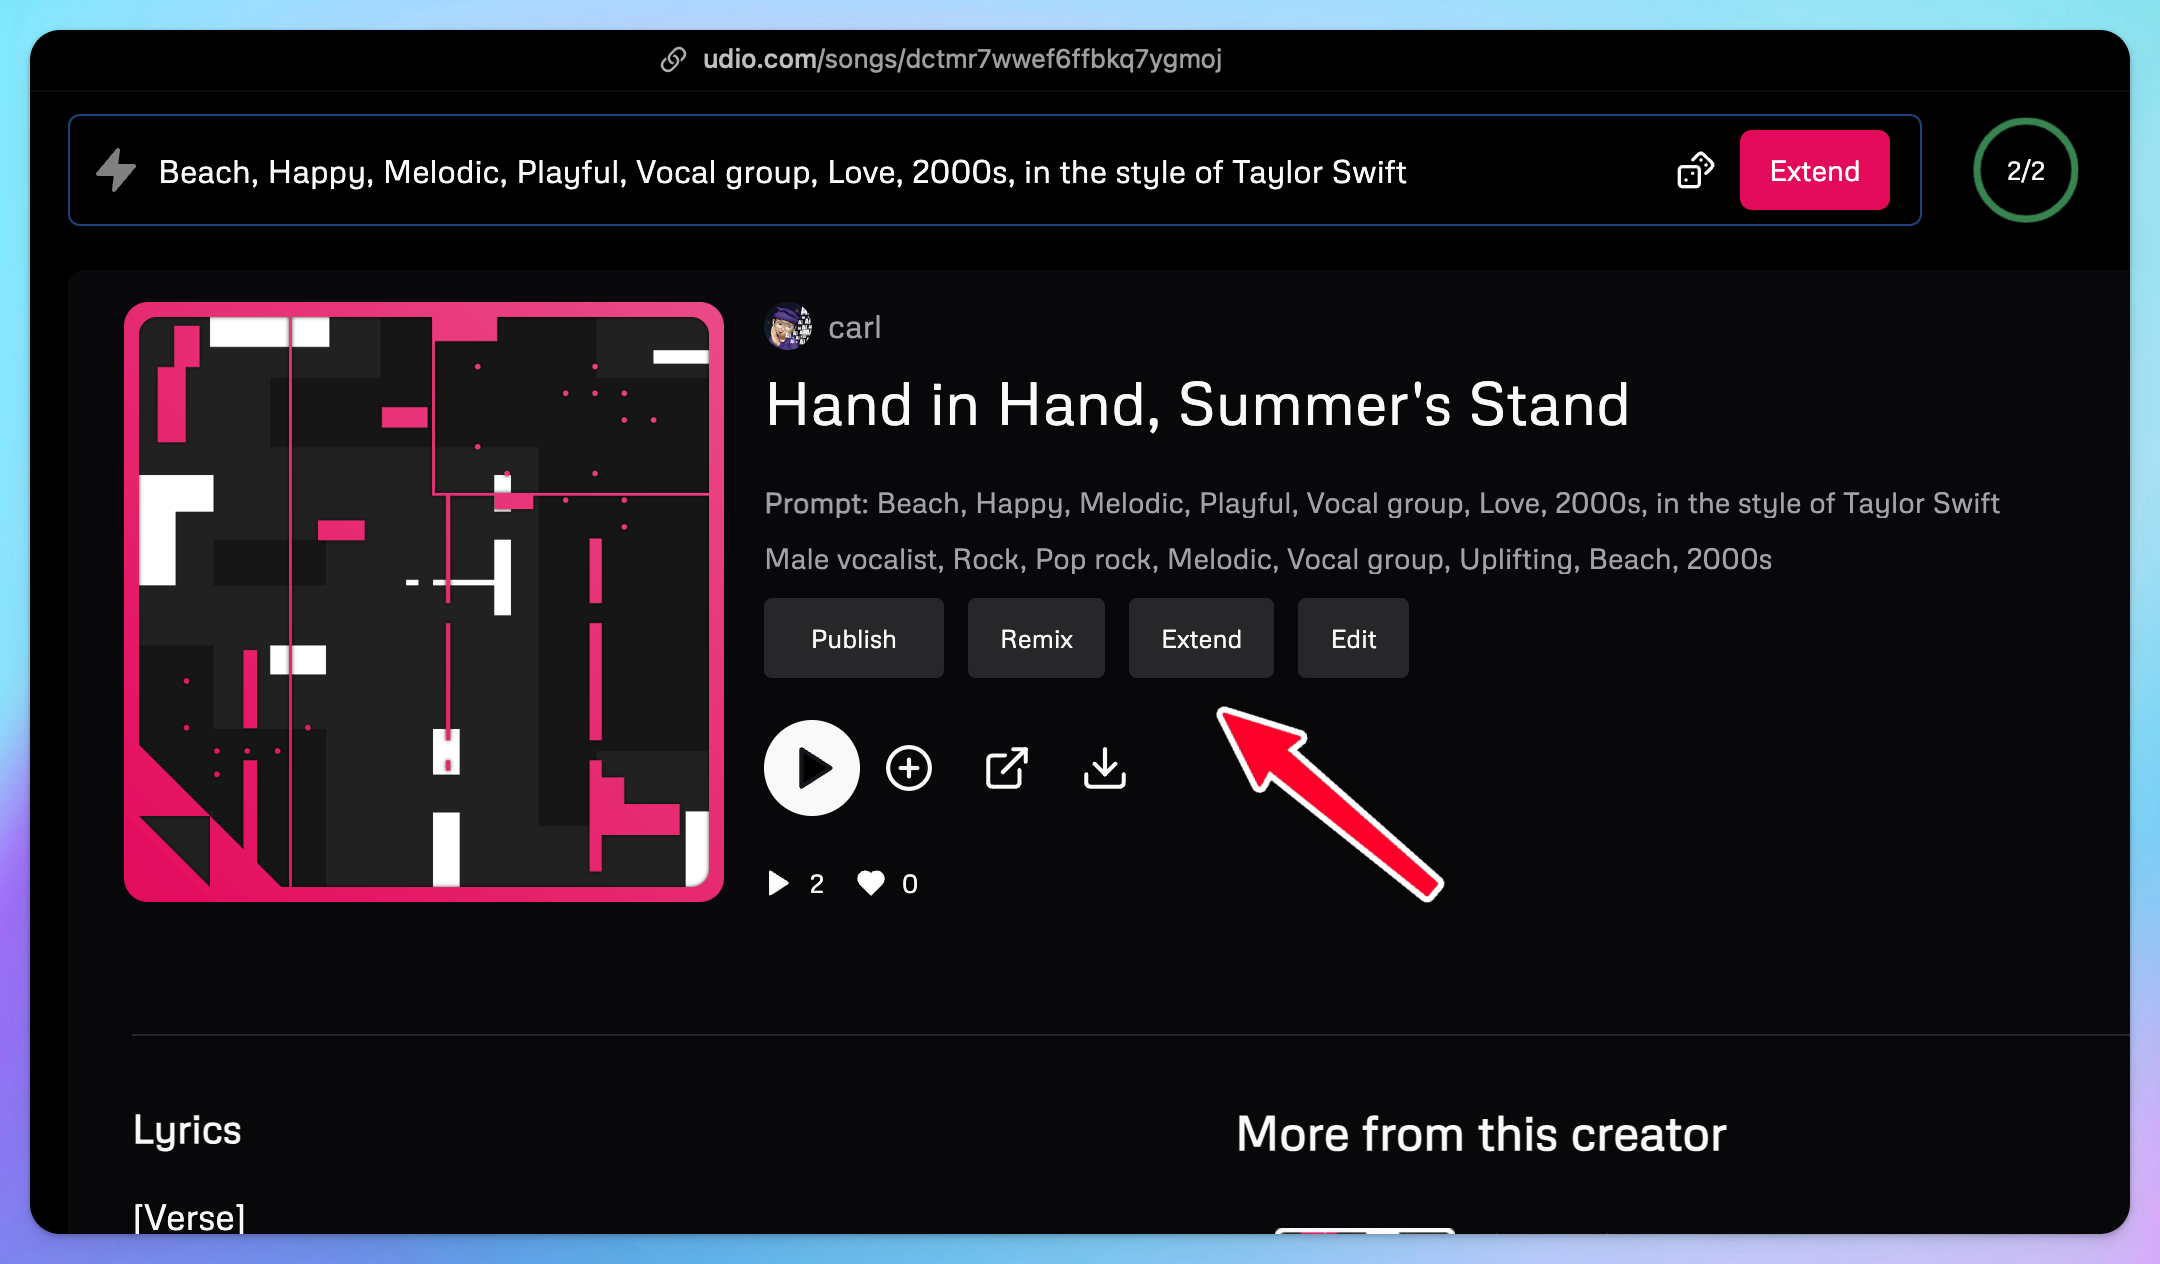 udio.com/songs/dctmr7wwef6ffbkq7ygmoj
Beach, Happy, Melodic, Playful, Vocal group, Love, 2000s, in the style of Taylor Swift
Extend
2/2
carl
Hand in Hand, Summer's Stand
Prompt: Beach, Happy, Melodic, Playful, Vocal group, Love, 2000s, in the style of Taylor Swift
Male vocalist, Rock, Pop rock, Melodic, Vocal group, Uplifting, Beach, 2000s
Publish
Remix
Extend
Edit
2
0
Lyrics
More from this creator
[Verse]